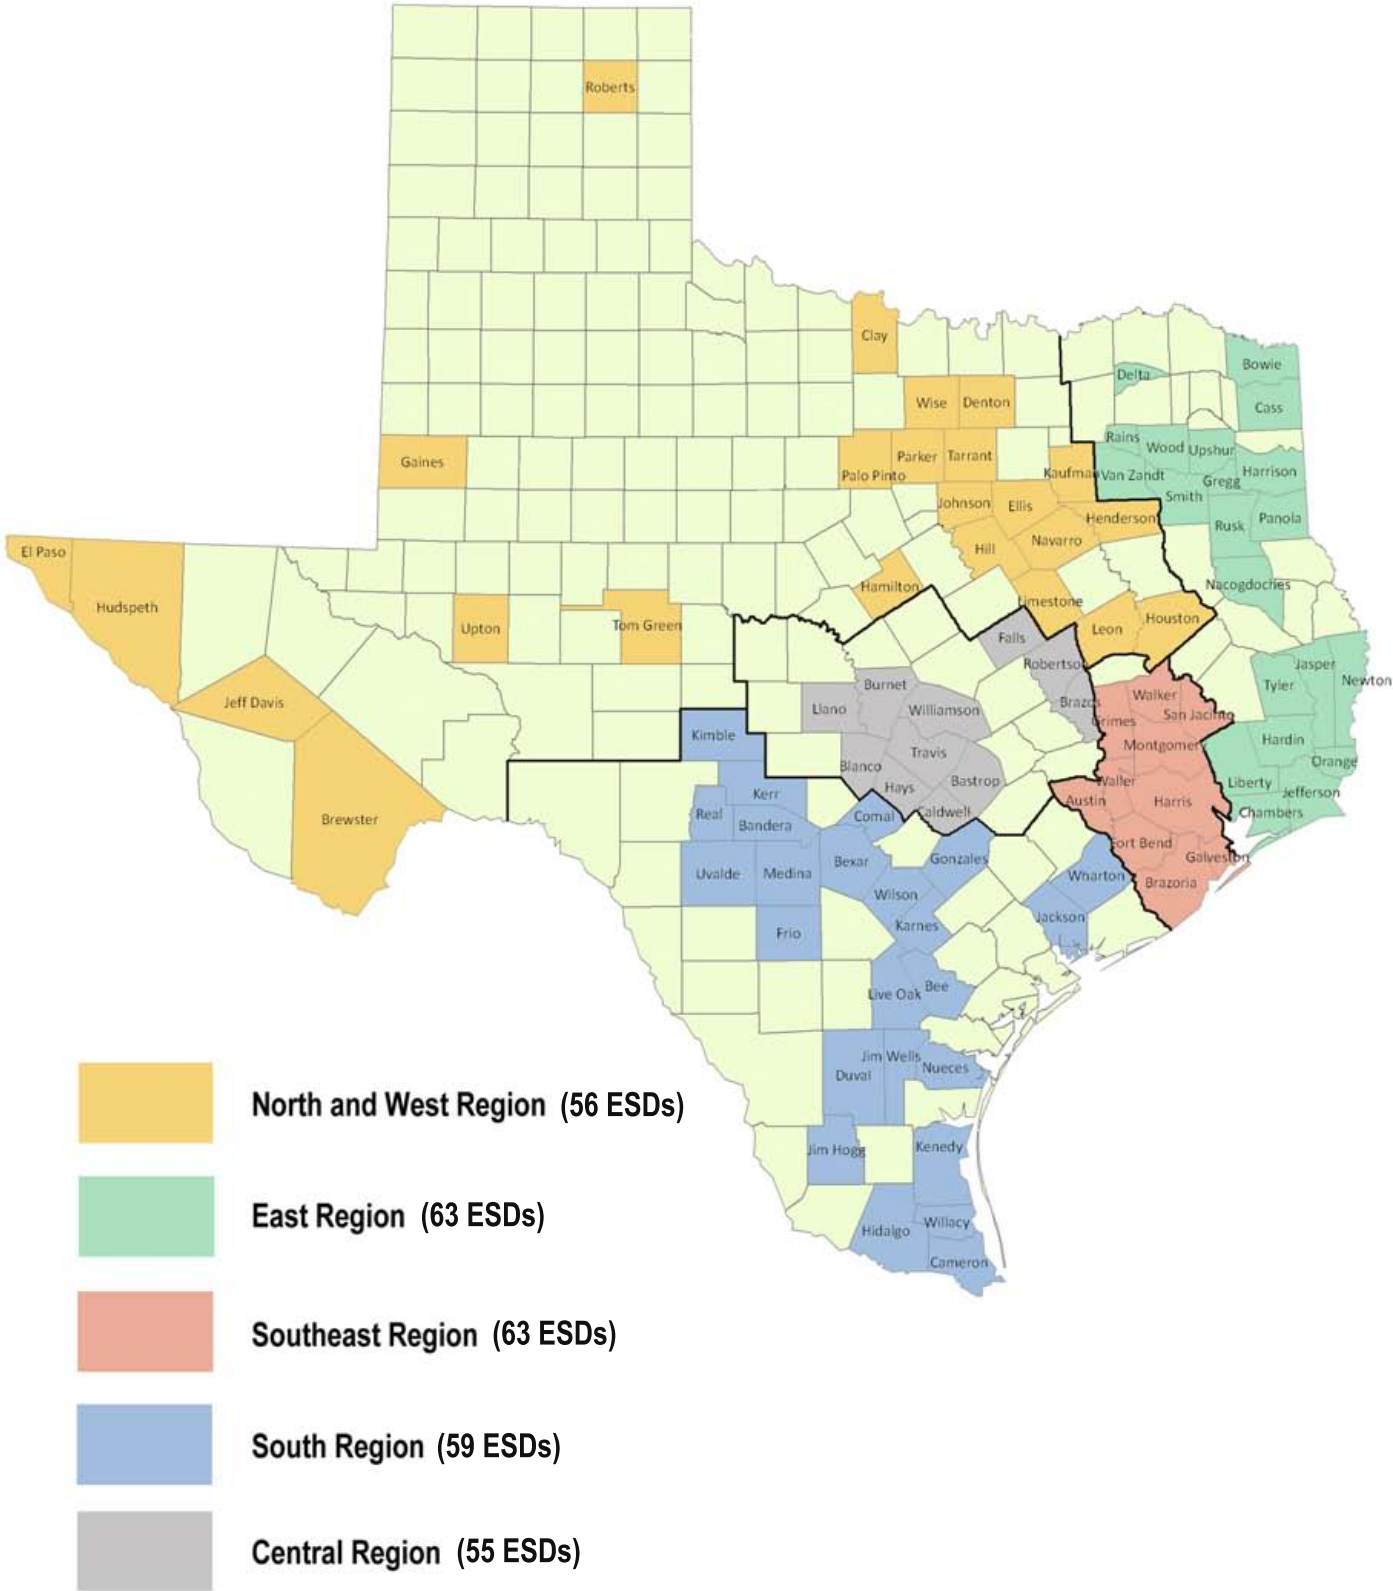 Roberts
Clay
Bowie
Delta
Cass
Wise
Denton
Rains
Wood
Upshur
Gaines
Palo Pinto
Parker
Tarrant
Kaufman
Van Zandt
Gregg
Harrison
Smith
Johnson
Ellis
Henderson
Rusk
Panola
El Paso
Hudspeth
Hill
Navarro
Hamilton
Limestone
Nacogdoches
Upton
Tom Green
Falls
Leon
Houston
Robertson
Jasper
Newton
Tyler
Jeff Davis
Burnet
Llano
Williamson
Brazos
Grimes
Walker
San Jacinto
Kimble
Travis
Montgomer
Hardin
Blanco
Hays
Bastrop
Orange
Waller
Liberty
Jefferson
Brewster
Kerr
Real
Bandera
Comal
Caldwell
Austin
Harris
Chambers
Uvalde
Medina
Bexar
Gonzales
Fort Bend
Galveston
Wilson
Wharton
Brazoria
Frio
Karnes
Jackson
Live Oak
Bee
Jim Wells
Duval
Nueces
Jim Hogg
Kenedy
Hidalgo
Willacy
Cameron
North and West Region (56 ESDs)
East Region (63 ESDs)
Southeast Region (63 ESDs)
South Region (59 ESDs)
Central Region (55 ESDs)